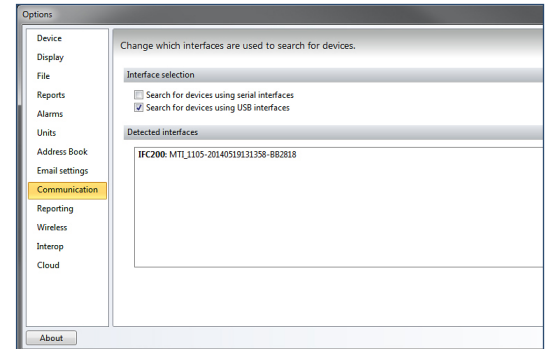 Options
Device
Display
File
Reports
Alarms
Units
Address Book
Email settings
Communication
Reporting
Wireless
Interop
Cloud
About
Change which interfaces are used to search for devices.
Interface selection
Search for devices using serial interfaces
Search for devices using USB interfaces
Detected interfaces
IFC200: MTI_1105-20140519131358-BB2818